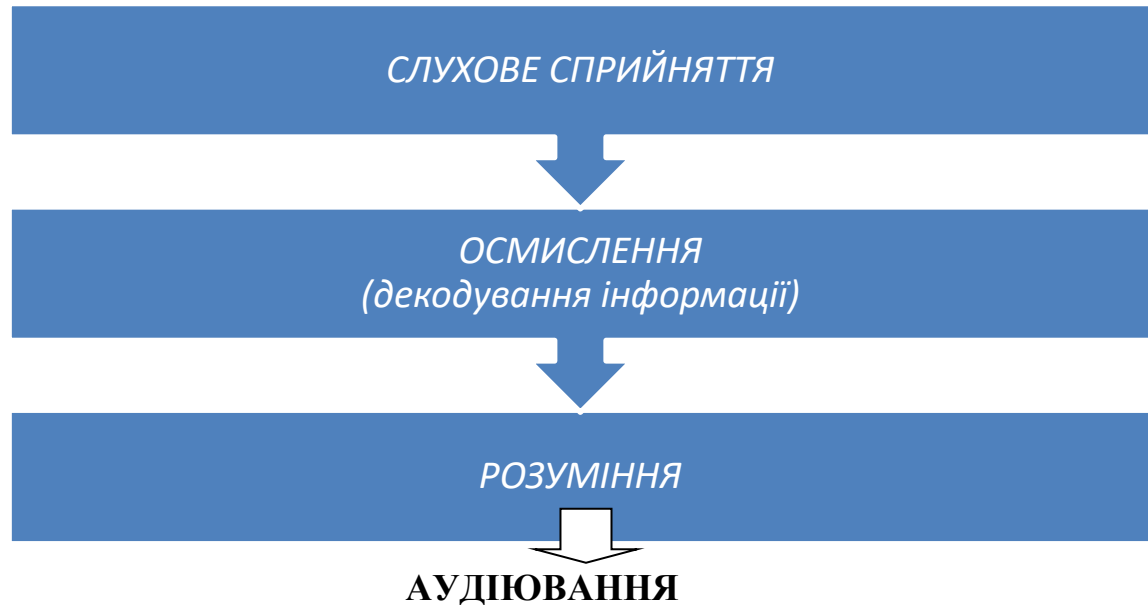 СЛУХОВЕ СПРИЙНЯТТЯ
ОСМИСЛЕННЯ
(декодування інформації)
РОЗУМІННЯ
АУДІЮВАННЯ